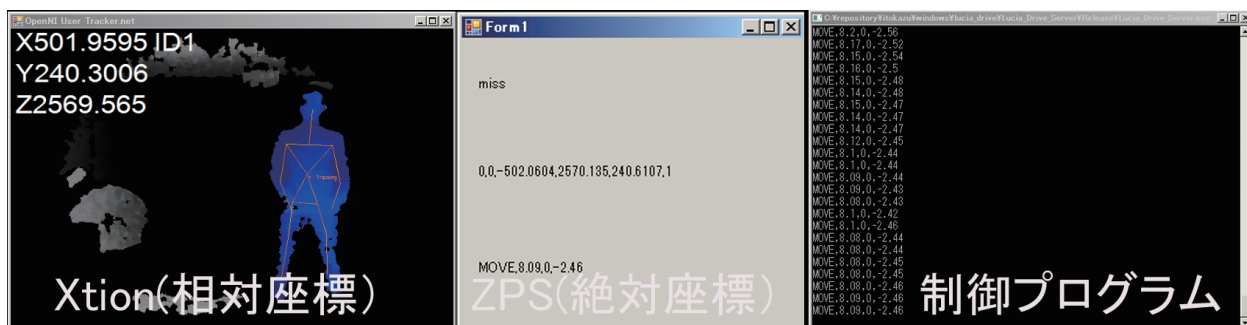 OpenNI User Tracker.net
X501.9595 ID1
Y240.3006
Z2569.565
Tracking
Xtion(相対座標)
Form1
miss
0,0,-502.0604,2570.135,240.6107,1
MOVE,8.09,0,-2.46
ZPS(絶対座標)
C:¥repository¥itokazu¥windows¥lucia_drive¥Lucia_Drive_Server¥Release¥Lucia_Drive_Server.exe
MOVE,8.2,0,-2.56
MOVE,8.17,0,-2.52
MOVE,8.15,0,-2.54
MOVE,8.16,0,-2.5
MOVE,8.15,0,-2.48
MOVE,8.14,0,-2.48
MOVE,8.15,0,-2.47
MOVE,8.14,0,-2.47
MOVE,8.14,0,-2.47
MOVE,8.12,0,-2.45
MOVE,8.1,0,-2.44
MOVE,8.1,0,-2.44
MOVE,8.09,0,-2.44
MOVE,8.09,0,-2.43
MOVE,8.08,0,-2.43
MOVE,8.1,0,-2.42
MOVE,8.1,0,-2.46
MOVE,8.08,0,-2.44
MOVE,8.08,0,-2.44
MOVE,8.08,0,-2.45
MOVE,8.08,0,-2.45
MOVE,8.08,0,-2.46
MOVE,8.09,0,-2.46
MOVE,8.09,0,-2.46
制御プログラム